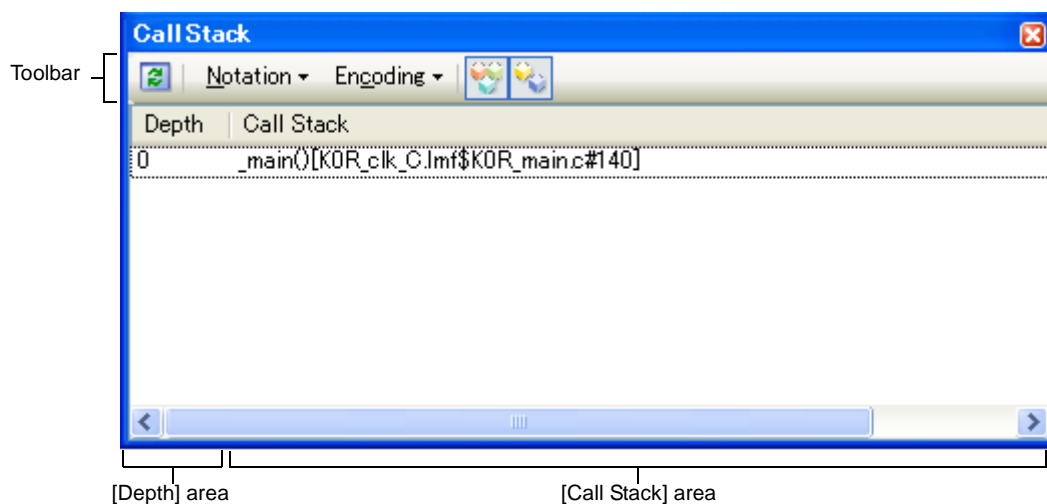 Call Stack
Toolbar
Notation Encoding
Depth Call Stack
0 _main()[K0R_clk_C.lmf$K0R_main.c#140]
[Depth] area [Call Stack] area